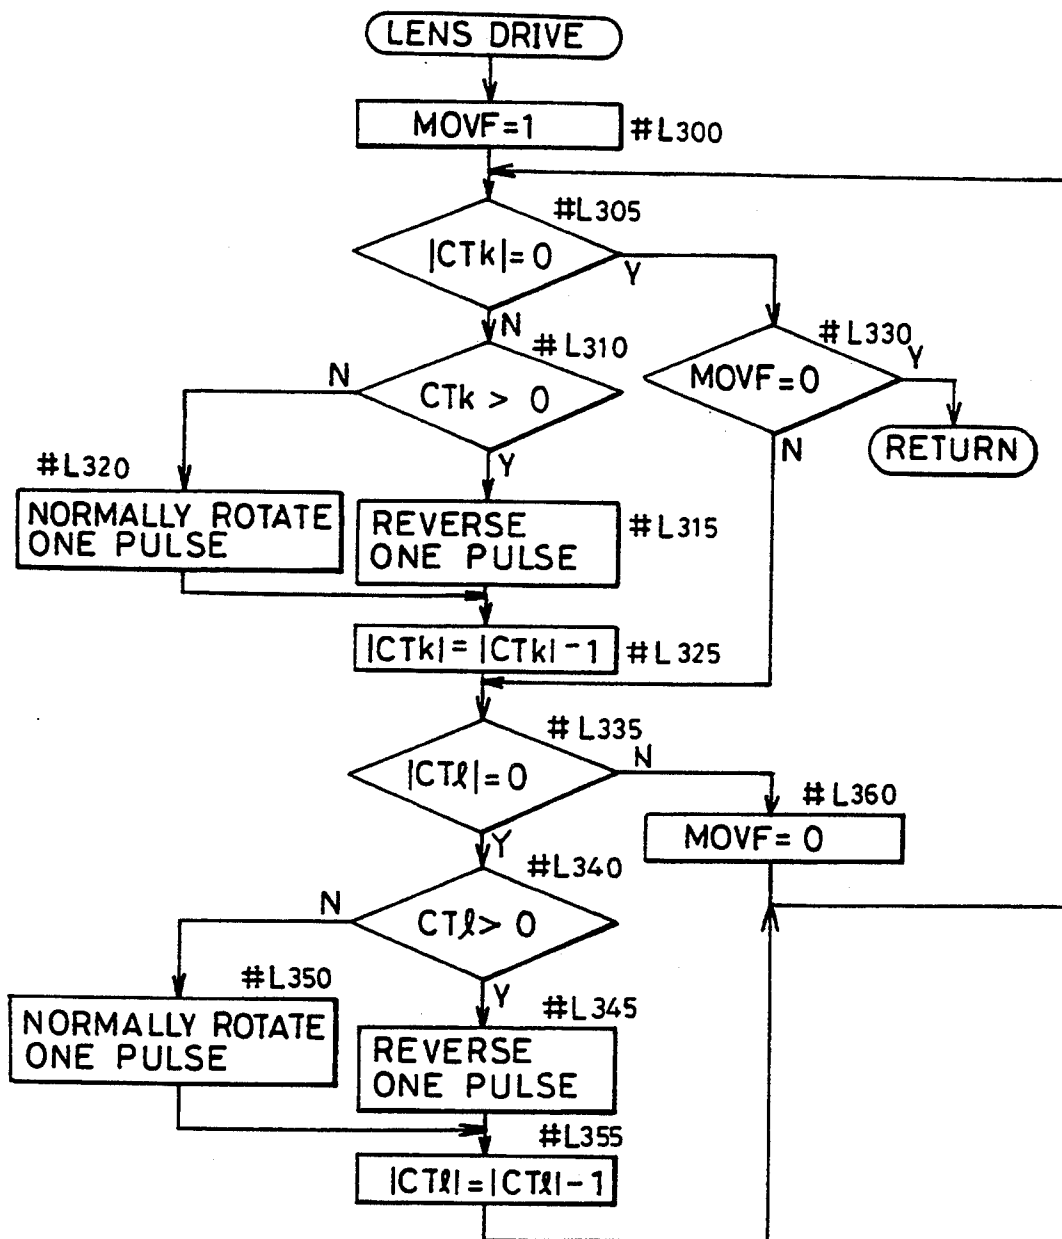 LENS DRIVE
MOVF=1
#L300
#L305
|CTk|=0
Y
N
#L310
#L330
N
CTk > 0
MOVF=0
Y
Y
N
RETURN
#L320
NORMALLY ROTATE
ONE PULSE
REVERSE
ONE PULSE
#L315
|CTk|=|CTk|-1
#L325
#L335
|CTℓ|=0
N
#L360
MOVF=0
Y
#L340
N
CTℓ>0
Y
#L350
NORMALLY ROTATE
ONE PULSE
#L345
REVERSE
ONE PULSE
#L355
|CTℓ|=|CTℓ|-1